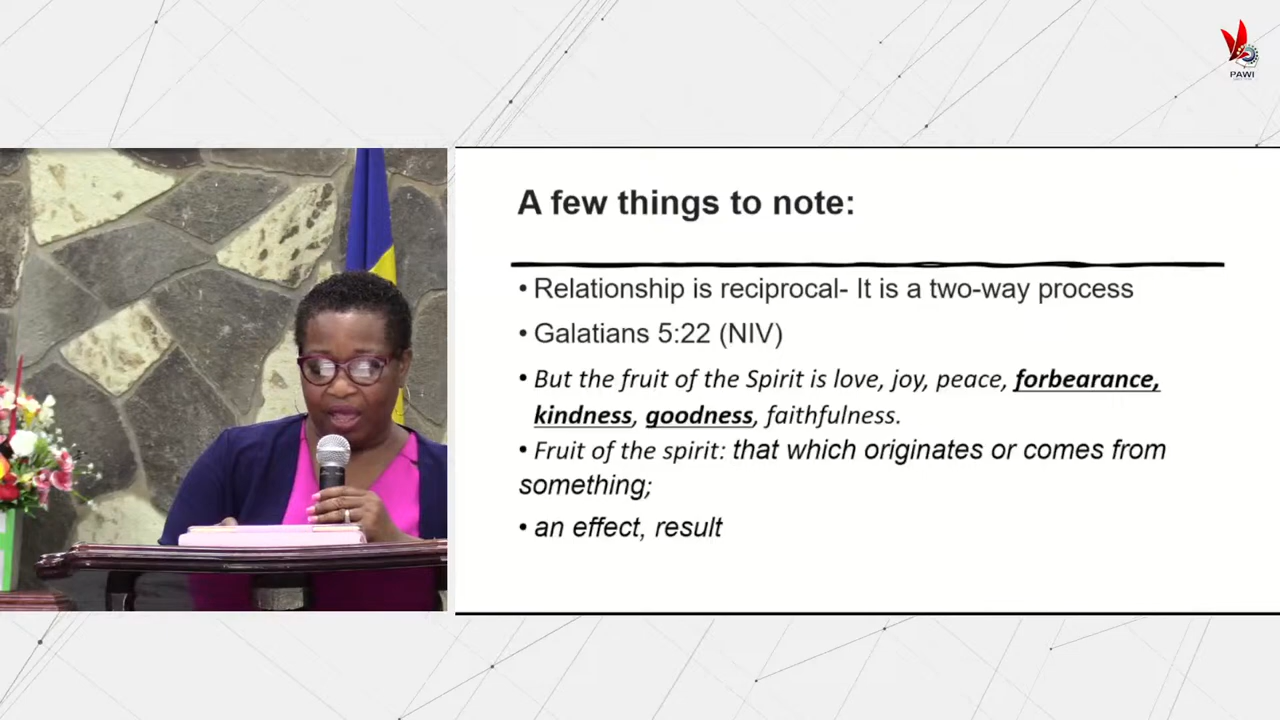 PAWI
A few things to note:
• Relationship is reciprocal- It is a two-way process
• Galatians 5:22 (NIV)
• But the fruit of the Spirit is love, joy, peace, forbearance,
kindness, goodness, faithfulness.
• Fruit of the spirit: that which originates or comes from
something;
• an effect, result